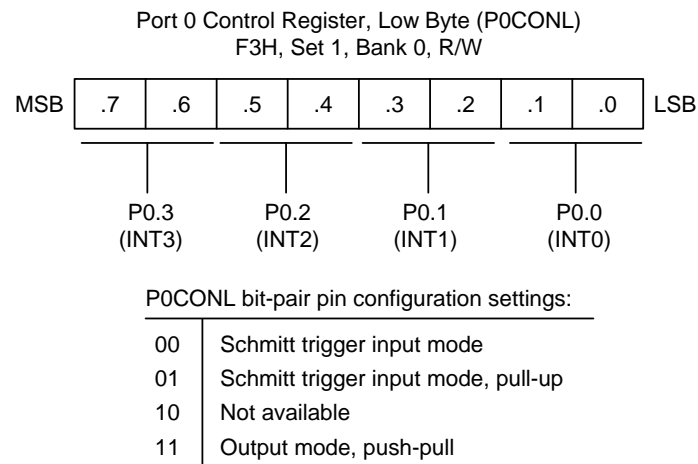 Port 0 Control Register, Low Byte (P0CONL)
F3H, Set 1, Bank 0, R/W
MSB .7 .6 .5 .4 .3 .2 .1 .0 LSB
P0.3 P0.2 P0.1 P0.0
(INT3) (INT2) (INT1) (INT0)
P0CONL bit-pair pin configuration settings:
00 Schmitt trigger input mode
01 Schmitt trigger input mode, pull-up
10 Not available
11 Output mode, push-pull